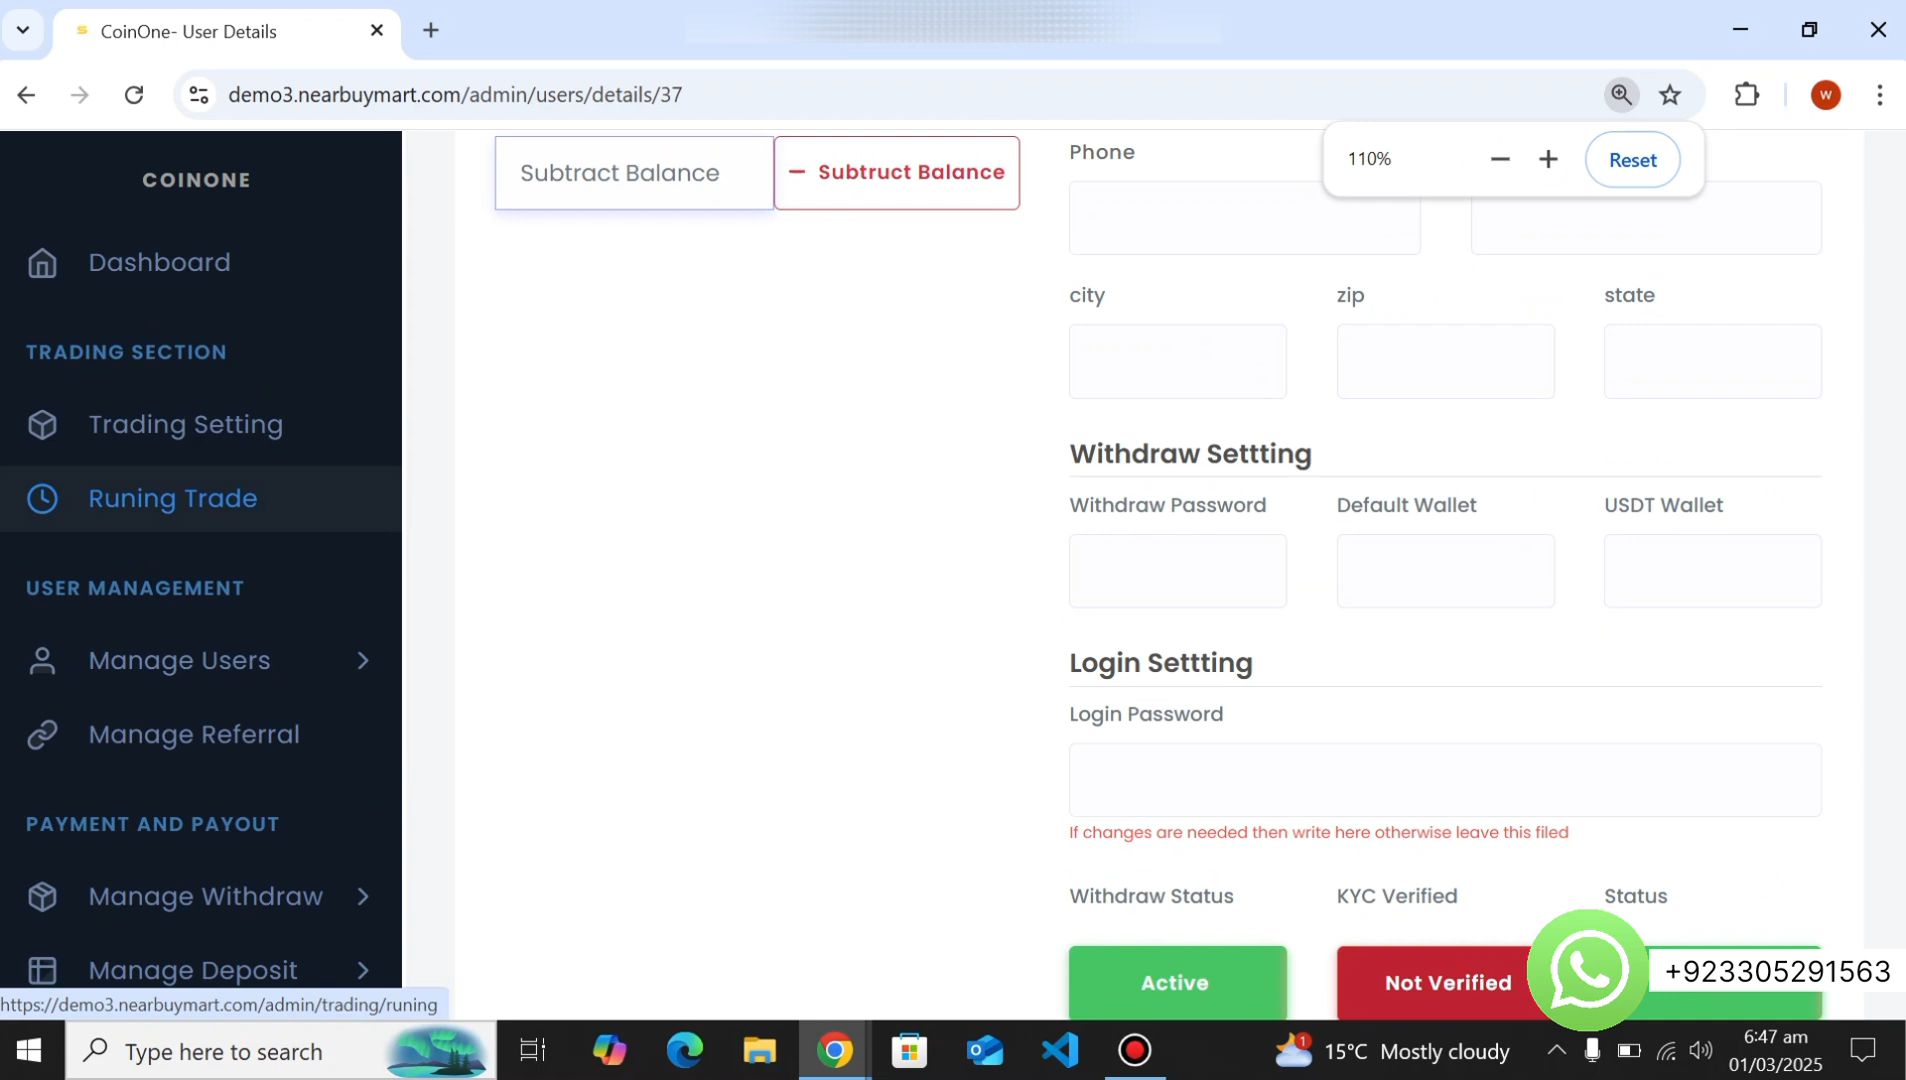 CoinOne- User Details
demo3.nearbuymart.com/admin/users/details/37
W
110%
Reset
COINONE
Dashboard
TRADING SECTION
Trading Setting
Runing Trade
USER MANAGEMENT
Manage Users
Manage Referral
PAYMENT AND PAYOUT
Manage Withdraw
Manage Deposit
https://demo3.nearbuymart.com/admin/trading/runing
Subtract Balance
Subtruct Balance
Phone
city
zip
state
Withdraw Settting
Withdraw Password
Default Wallet
USDT Wallet
Login Settting
Login Password
If changes are needed then write here otherwise leave this filed
Withdraw Status
KYC Verified
Status
Active
Not Verified
+923305291563
Type here to search
1
15°C Mostly cloudy
6:47 am
01/03/2025